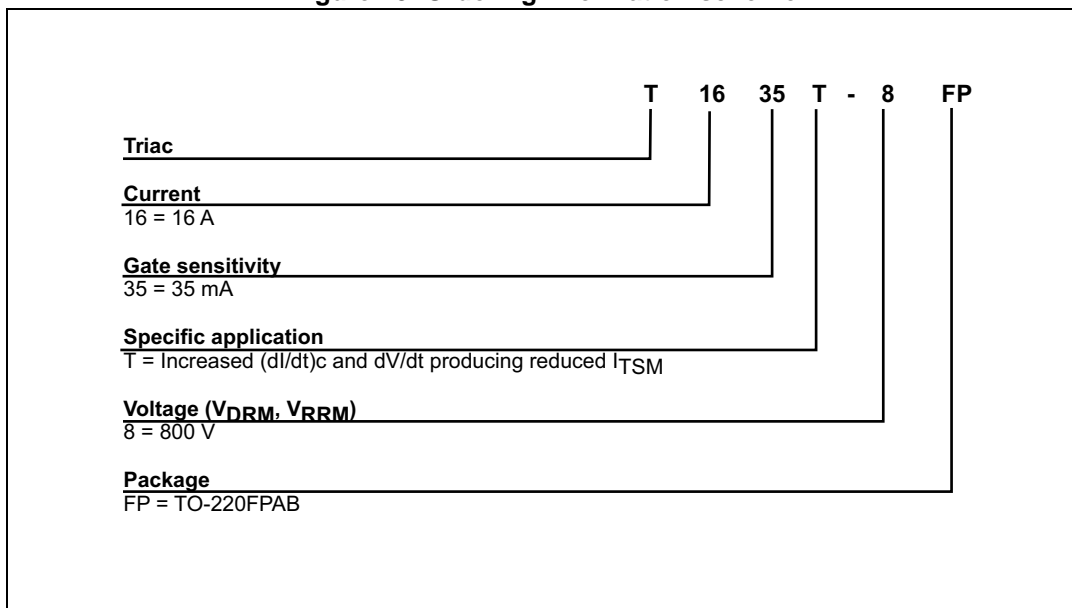 T 16 35 T - 8 FP
Triac
Current
16 = 16 A
Gate sensitivity
35 = 35 mA
Specific application
T = Increased (dI/dt)c and dV/dt producing reduced ITSM
Voltage (VDRM, VRRM)
8 = 800 V
Package
FP = TO-220FPAB